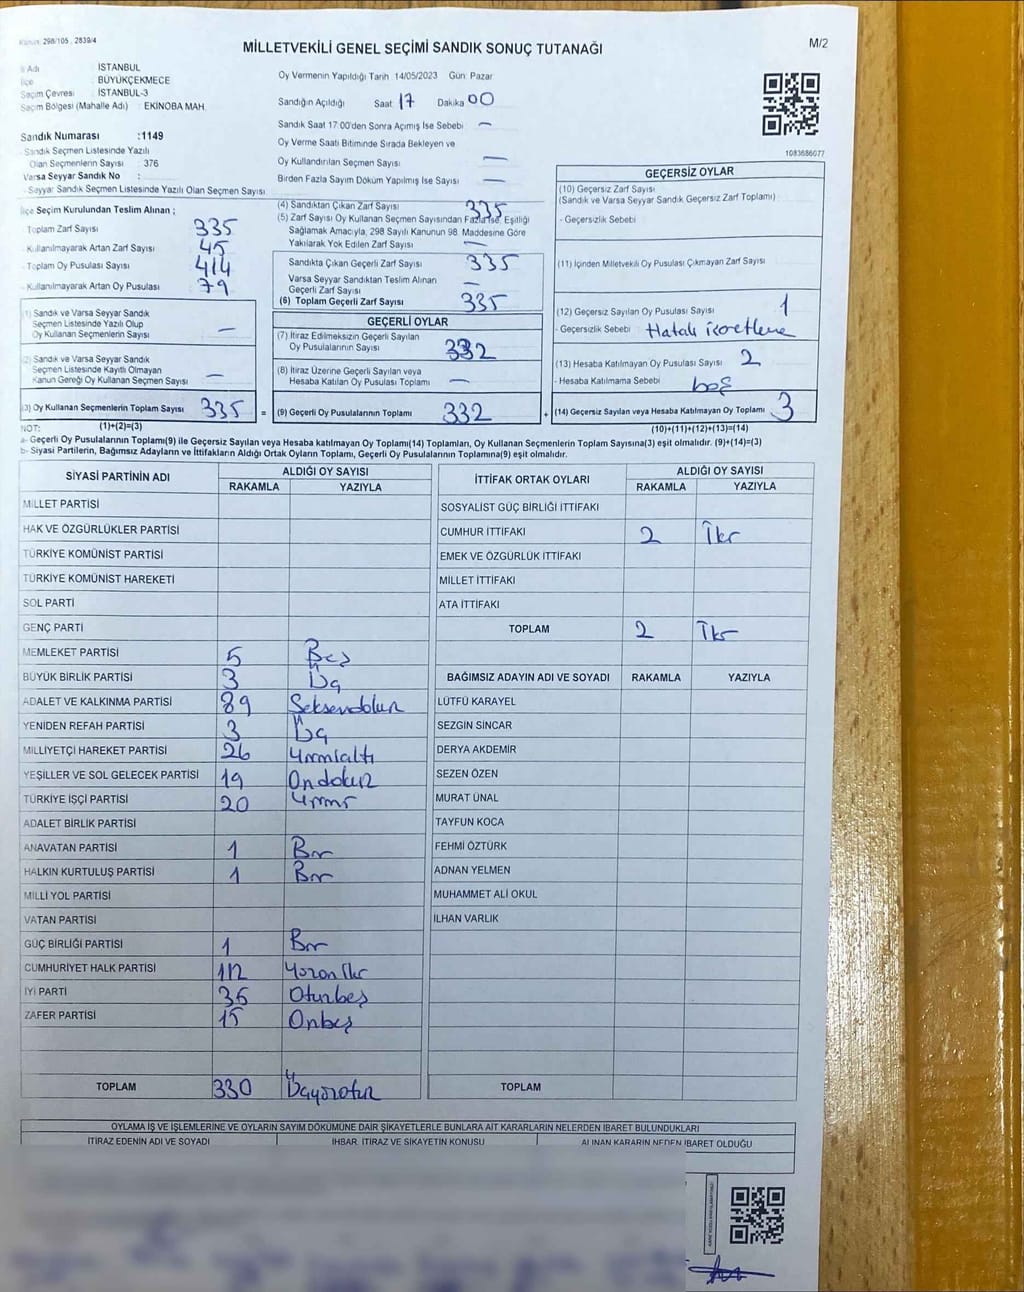 Kanun: 298/105 , 2839/4
MİLLETVEKİLİ GENEL SEÇİMİ SANDIK SONUÇ TUTANAĞI
M/2
İl Adı : İSTANBUL
İlçe : BÜYÜKÇEKMECE
Seçim Çevresi : İSTANBUL-3
Seçim Bölgesi (Mahalle Adı) : EKİNOBA MAH.
Sandık Numarası :1149
Sandık Seçmen Listesinde Yazılı
Olan Seçmenlerin Sayısı : 376
Varsa Seyyar Sandık No :
Seyyar Sandık Seçmen Listesinde Yazılı Olan Seçmen Sayısı :
Oy Vermenin Yapıldığı Tarih 14/05/2023 Gün: Pazar
Sandığın Açıldığı Saat 17 Dakika 00
Sandık Saat 17:00'den Sonra Açımış İse Sebebi —
Oy Verme Saati Bitiminde Sırada Bekleyen ve
Oy Kullandırılan Seçmen Sayısı : —
Birden Fazla Sayım Döküm Yapılmış İse Sayısı : —
1083686077
İlçe Seçim Kurulundan Teslim Alınan ;
Toplam Zarf Sayısı 335
Kullanılmayarak Artan Zarf Sayısı 45
Toplam Oy Pusulası Sayısı 414
Kullanılmayarak Artan Oy Pusulası 79
(1) Sandık ve Varsa Seyyar Sandık
Seçmen Listesinde Yazılı Olup
Oy Kullanan Seçmenlerin Sayısı —
(2) Sandık ve Varsa Seyyar Sandık
Seçmen Listesinde Kayıtlı Olmayan
Kanun Gereği Oy Kullanan Seçmen Sayısı —
(3) Oy Kullanan Seçmenlerin Toplam Sayısı 335
(1)+(2)=(3)
(4) Sandıktan Çıkan Zarf Sayısı 335
(5) Zarf Sayısı Oy Kullanan Seçmen Sayısından Fazla ise, Eşitliği
Sağlamak Amacıyla, 298 Sayılı Kanunun 98. Maddesine Göre
Yakılarak Yok Edilen Zarf Sayısı —
Sandıkta Çıkan Geçerli Zarf Sayısı 335
Varsa Seyyar Sandıktan Teslim Alınan
Geçerli Zarf Sayısı —
(6) Toplam Geçerli Zarf Sayısı 335
GEÇERLİ OYLAR
(7) İtiraz Edilmeksizin Geçerli Sayılan
Oy Pusulalarının Sayısı 332
(8) İtiraz Üzerine Geçerli Sayılan veya
Hesaba Katılan Oy Pusulası Toplamı —
= (9) Geçerli Oy Pusulalarının Toplamı 332
GEÇERSİZ OYLAR
(10) Geçersiz Zarf Sayısı
(Sandık ve Varsa Seyyar Sandık Geçersiz Zarf Toplamı)
- Geçersizlik Sebebi
(11) İçinden Milletvekili Oy Pusulası Çıkmayan Zarf Sayısı
(12) Geçersiz Sayılan Oy Pusulası Sayısı 1
- Geçersizlik Sebebi : Hatalı işaretleme
(13) Hesaba Katılmayan Oy Pusulası Sayısı 2
- Hesaba Katılmama Sebebi boş
+ (14) Geçersiz Sayılan veya Hesaba Katılmayan Oy Toplamı 3
(10)+(11)+(12)+(13)=(14)
NOT:
a- Geçerli Oy Pusulalarının Toplamı(9) ile Geçersiz Sayılan veya Hesaba katılmayan Oy Toplamı(14) Toplamları, Oy Kullanan Seçmenlerin Toplam Sayısına(3) eşit olmalıdır. (9)+(14)=(3)
b- Siyasi Partilerin, Bağımsız Adayların ve İttifakların Aldığı Ortak Oyların Toplamı, Geçerli Oy Pusulalarının Toplamına(9) eşit olmalıdır.
SİYASİ PARTİNİN ADI
ALDIĞI OY SAYISI
RAKAMLA YAZIYLA
MİLLET PARTİSİ
HAK VE ÖZGÜRLÜKLER PARTİSİ
TÜRKİYE KOMÜNİST PARTİSİ
TÜRKİYE KOMÜNİST HAREKETİ
SOL PARTİ
GENÇ PARTİ
MEMLEKET PARTİSİ 5 Beş
BÜYÜK BİRLİK PARTİSİ 3 Üç
ADALET VE KALKINMA PARTİSİ 89 Seksendokuz
YENİDEN REFAH PARTİSİ 3 Üç
MİLLİYETÇİ HAREKET PARTİSİ 26 Yirmialtı
YEŞİLLER VE SOL GELECEK PARTİSİ 19 Ondokuz
TÜRKİYE İŞÇİ PARTİSİ 20 Yirmi
ADALET BİRLİK PARTİSİ
ANAVATAN PARTİSİ 1 Bir
HALKIN KURTULUŞ PARTİSİ 1 Bir
MİLLİ YOL PARTİSİ
VATAN PARTİSİ
GÜÇ BİRLİĞİ PARTİSİ 1 Bir
CUMHURİYET HALK PARTİSİ 112 Yüzoniki
İYİ PARTİ 35 Otuzbeş
ZAFER PARTİSİ 15 Onbeş
TOPLAM 330 Üçyüzotuz
İTTİFAK ORTAK OYLARI
ALDIĞI OY SAYISI
RAKAMLA YAZIYLA
SOSYALİST GÜÇ BİRLİĞİ İTTİFAKI
CUMHUR İTTİFAKI 2 İki
EMEK VE ÖZGÜRLÜK İTTİFAKI
MİLLET İTTİFAKI
ATA İTTİFAKI
TOPLAM 2 İki
BAĞIMSIZ ADAYIN ADI VE SOYADI RAKAMLA YAZIYLA
LÜTFÜ KARAYEL
SEZGİN SİNCAR
DERYA AKDEMİR
SEZEN ÖZEN
MURAT ÜNAL
TAYFUN KOCA
FEHMİ ÖZTÜRK
ADNAN YELMEN
MUHAMMET ALİ OKUL
İLHAN VARLIK
TOPLAM
OYLAMA İŞ VE İŞLEMLERİNE VE OYLARIN SAYIM DÖKÜMÜNE DAİR ŞİKAYETLERLE BUNLARA AİT KARARLARIN NELERDEN İBARET BULUNDUKLARI
İTİRAZ EDENİN ADI VE SOYADI İHBAR, İTİRAZ VE ŞİKAYETİN KONUSU ALINAN KARARIN NEDEN İBARET OLDUĞU